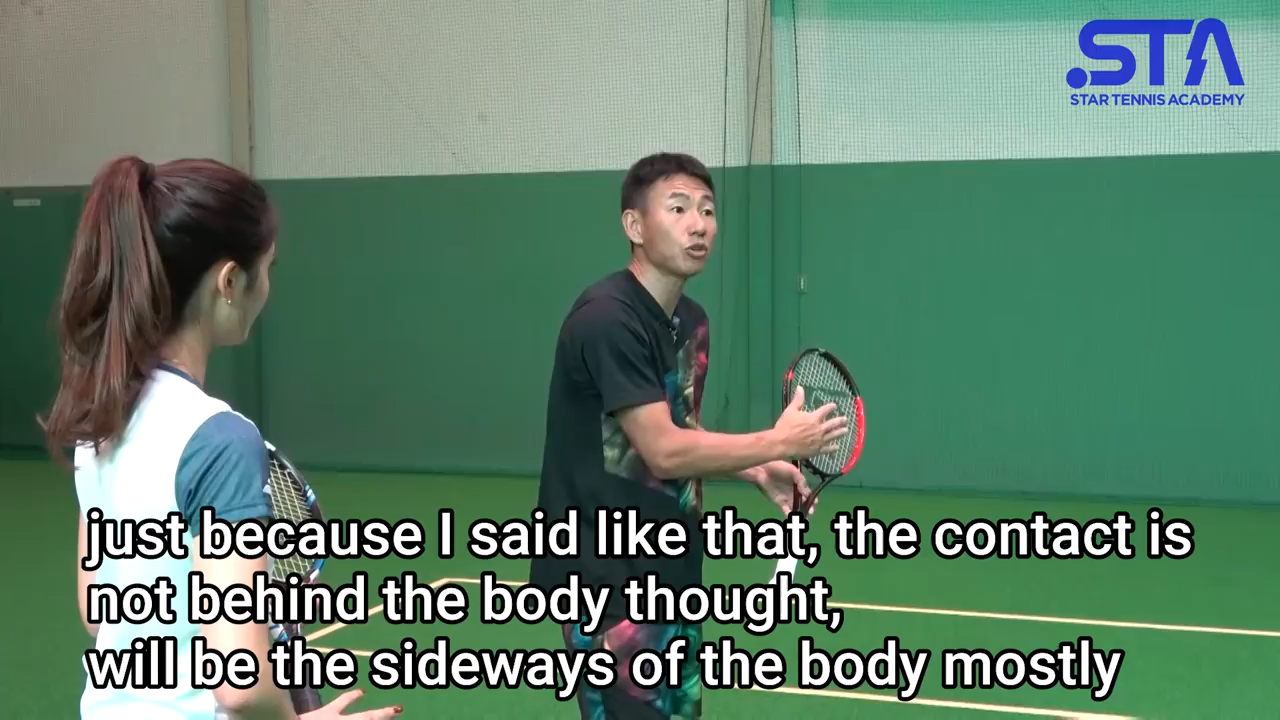 STA
STAR TENNIS ACADEMY
just because I said like that, the contact is
not behind the body thought,
will be the sideways of the body mostly